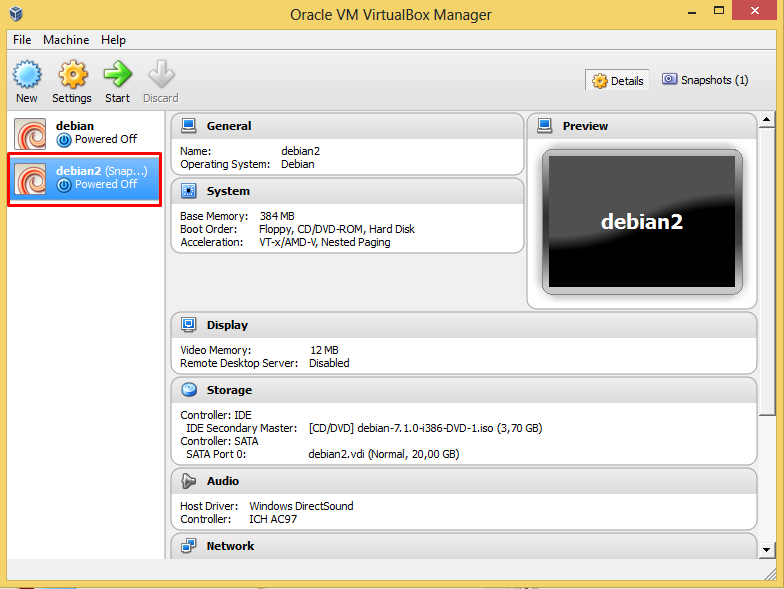 Oracle VM VirtualBox Manager
File Machine Help
New Settings Start Discard
Details Snapshots (1)
debian
Powered Off
debian2 (Snap...)
Powered Off
General
Name: debian2
Operating System: Debian
System
Base Memory: 384 MB
Boot Order: Floppy, CD/DVD-ROM, Hard Disk
Acceleration: VT-x/AMD-V, Nested Paging
Preview
debian2
Display
Video Memory: 12 MB
Remote Desktop Server: Disabled
Storage
Controller: IDE
IDE Secondary Master: [CD/DVD] debian-7.1.0-i386-DVD-1.iso (3,70 GB)
Controller: SATA
SATA Port 0: debian2.vdi (Normal, 20,00 GB)
Audio
Host Driver: Windows DirectSound
Controller: ICH AC97
Network